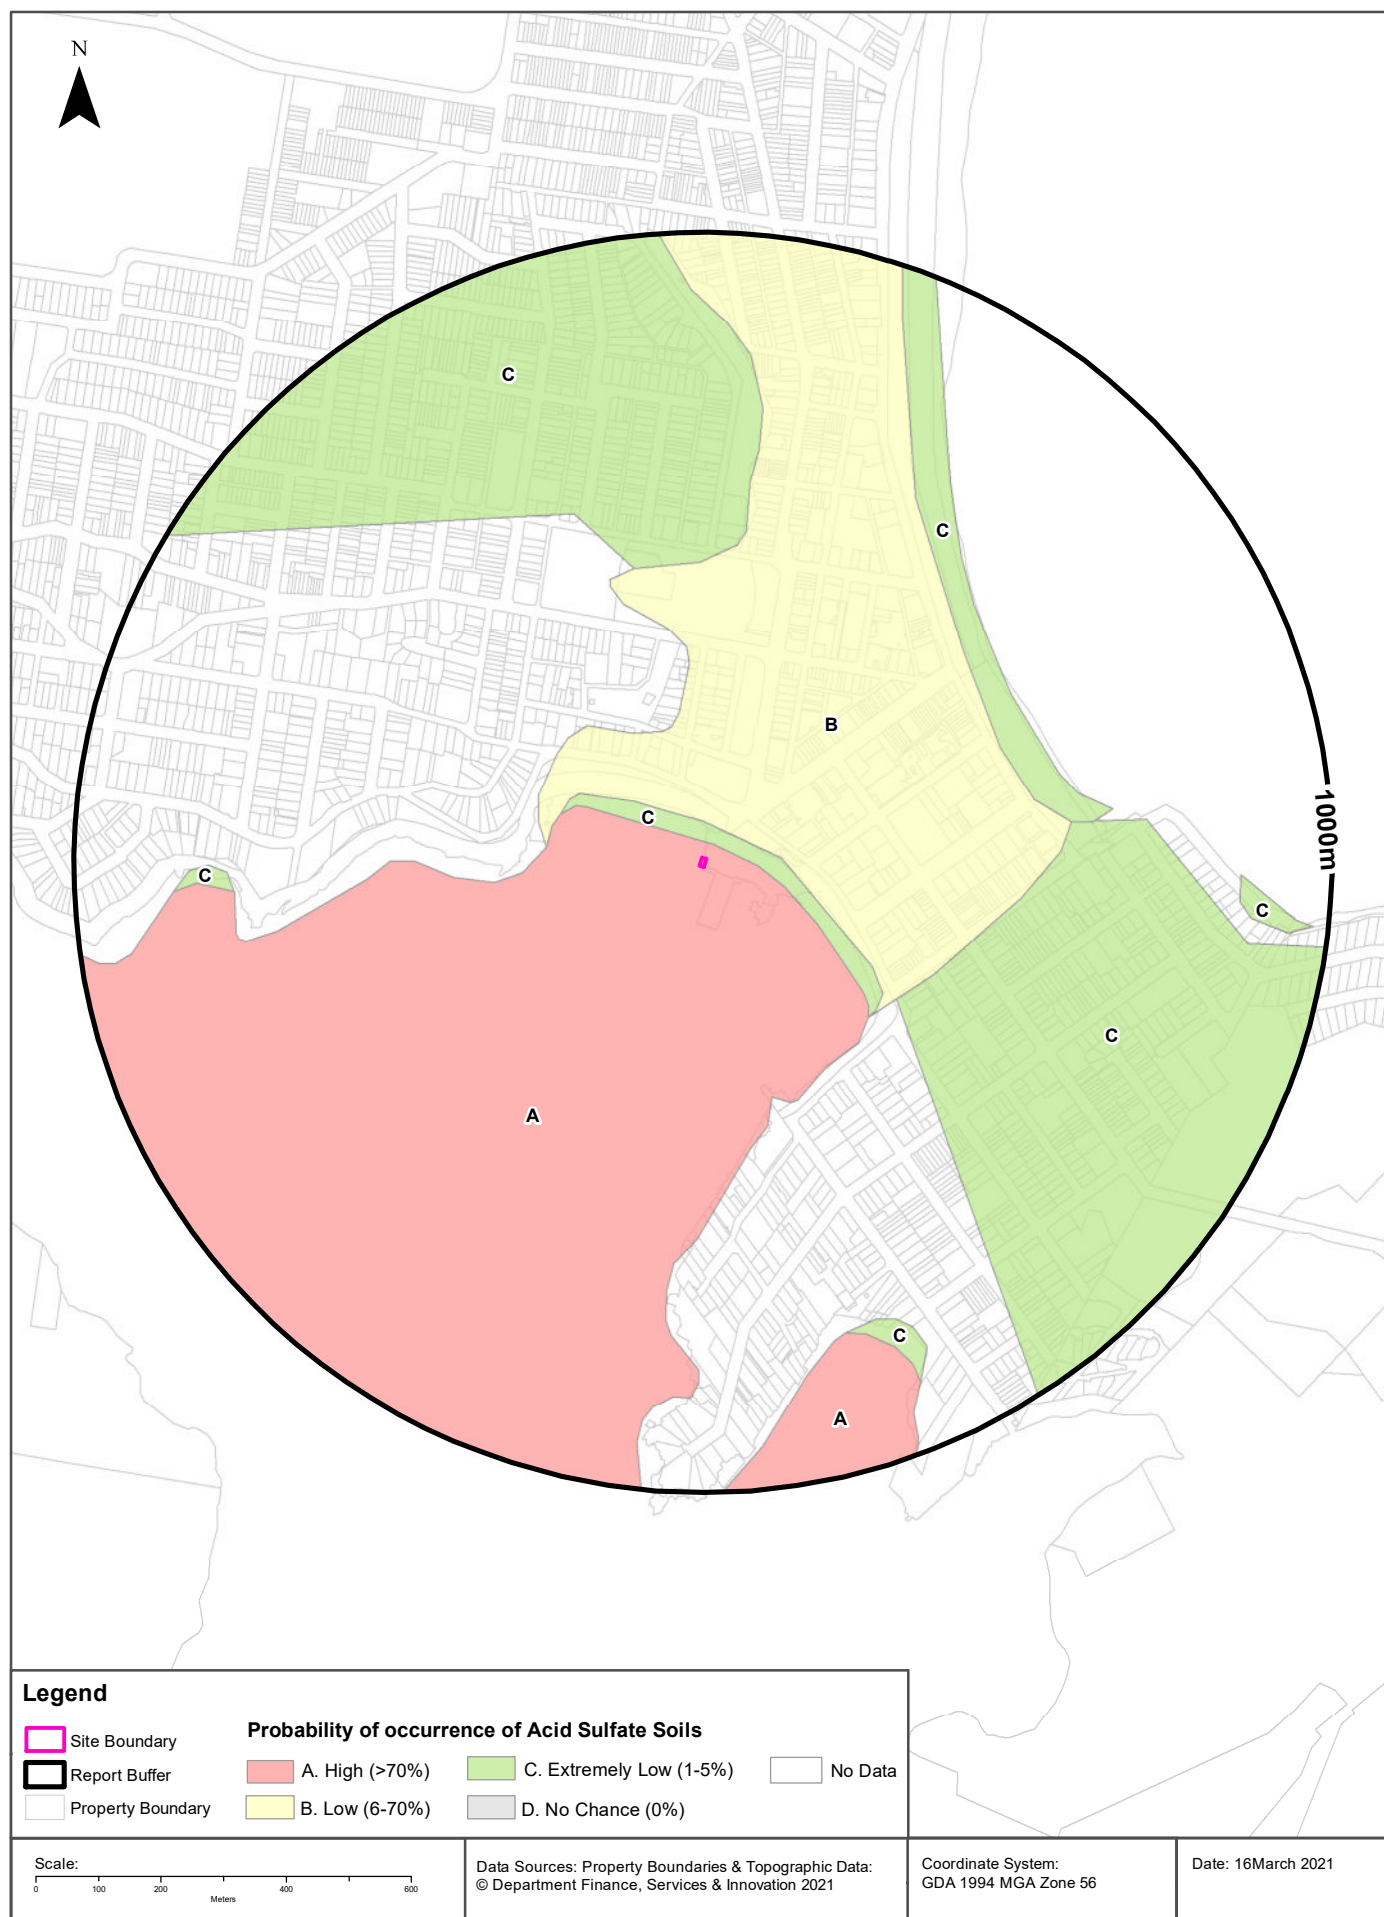 N
C
C
B
C
1000m
C
C
C
A
C
A
Legend
Site Boundary
Report Buffer
Property Boundary
Probability of occurrence of Acid Sulfate Soils
A. High (>70%)
C. Extremely Low (1-5%)
No Data
B. Low (6-70%)
D. No Chance (0%)
Scale:
0 100 200 400 600
Meters
Data Sources: Property Boundaries & Topographic Data:
© Department Finance, Services & Innovation 2021
Coordinate System:
GDA 1994 MGA Zone 56
Date: 16March 2021